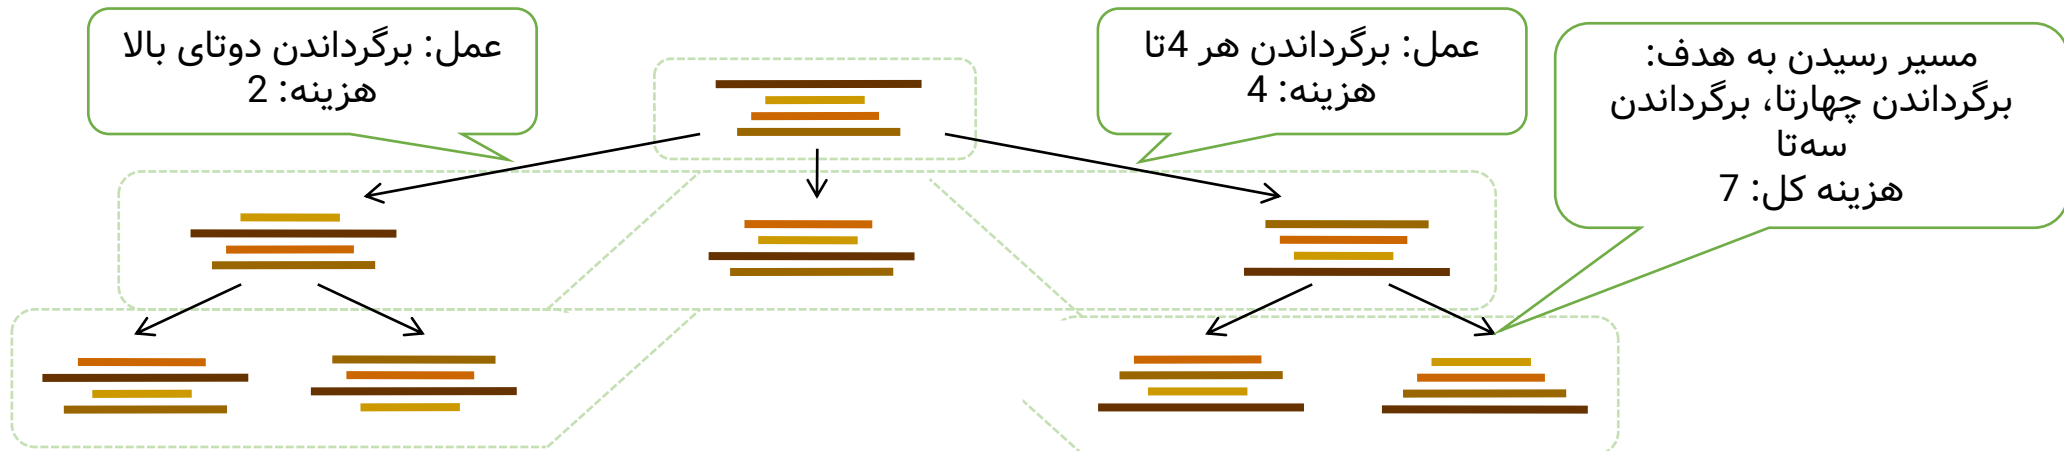 عمل: برگرداندن دوتای بالا
هزینه: 2
عمل: برگرداندن هر 4تا
هزینه: 4
مسیر رسیدن به هدف:
برگرداندن چهارتا، برگرداندن
سه‌تا
هزینه کل: 7